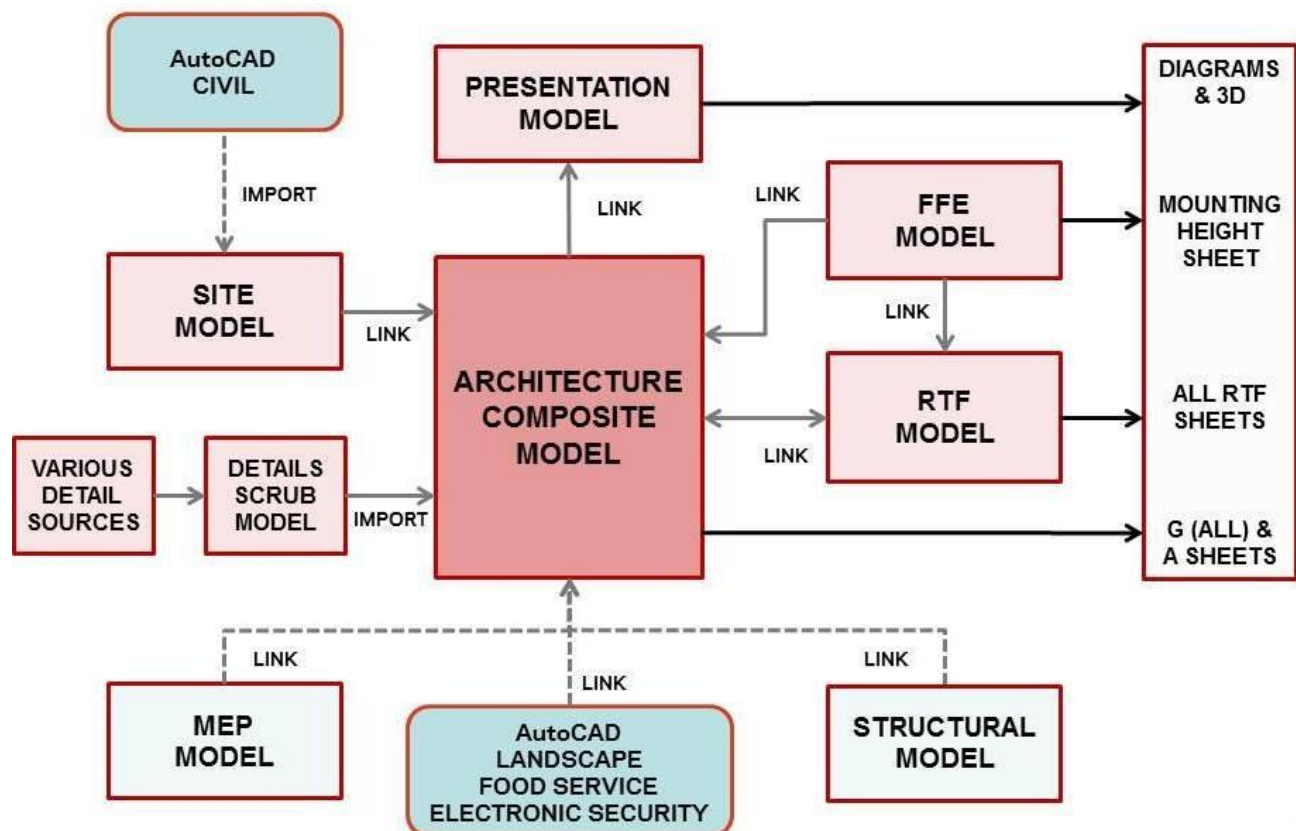 AutoCAD
CIVIL
IMPORT
PRESENTATION
MODEL
LINK
DIAGRAMS
& 3D
LINK
FFE
MODEL
MOUNTING
HEIGHT
SHEET
SITE
MODEL
LINK
LINK
ARCHITECTURE
COMPOSITE
MODEL
RTF
MODEL
LINK
ALL RTF
SHEETS
VARIOUS
DETAIL
SOURCES
DETAILS
SCRUB
MODEL
IMPORT
G (ALL) &
A SHEETS
LINK
LINK
LINK
MEP
MODEL
AutoCAD
LANDSCAPE
FOOD SERVICE
ELECTRONIC SECURITY
STRUCTURAL
MODEL